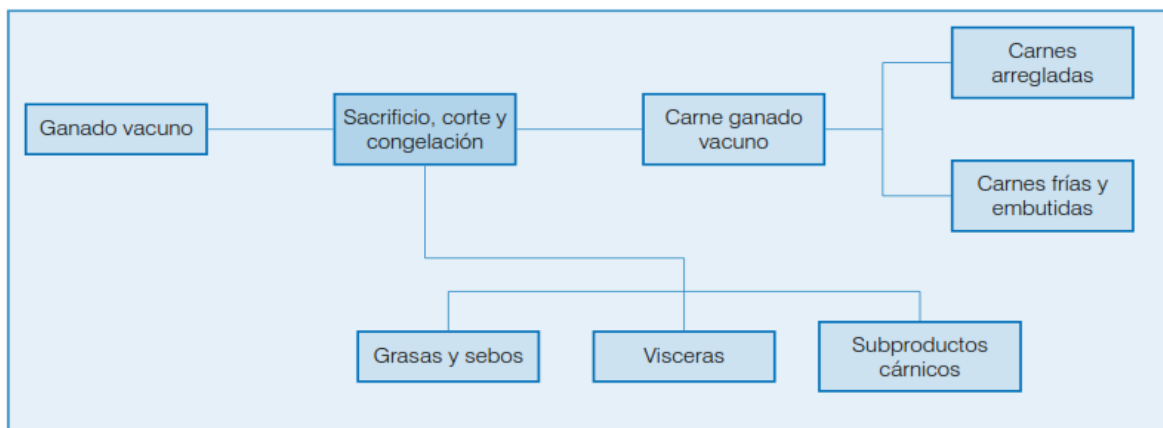 Ganado vacuno
Sacrificio, corte y
congelación
Carne ganado
vacuno
Carnes
arregladas
Carnes frías y
embutidas
Grasas y sebos
Visceras
Subproductos
cárnicos